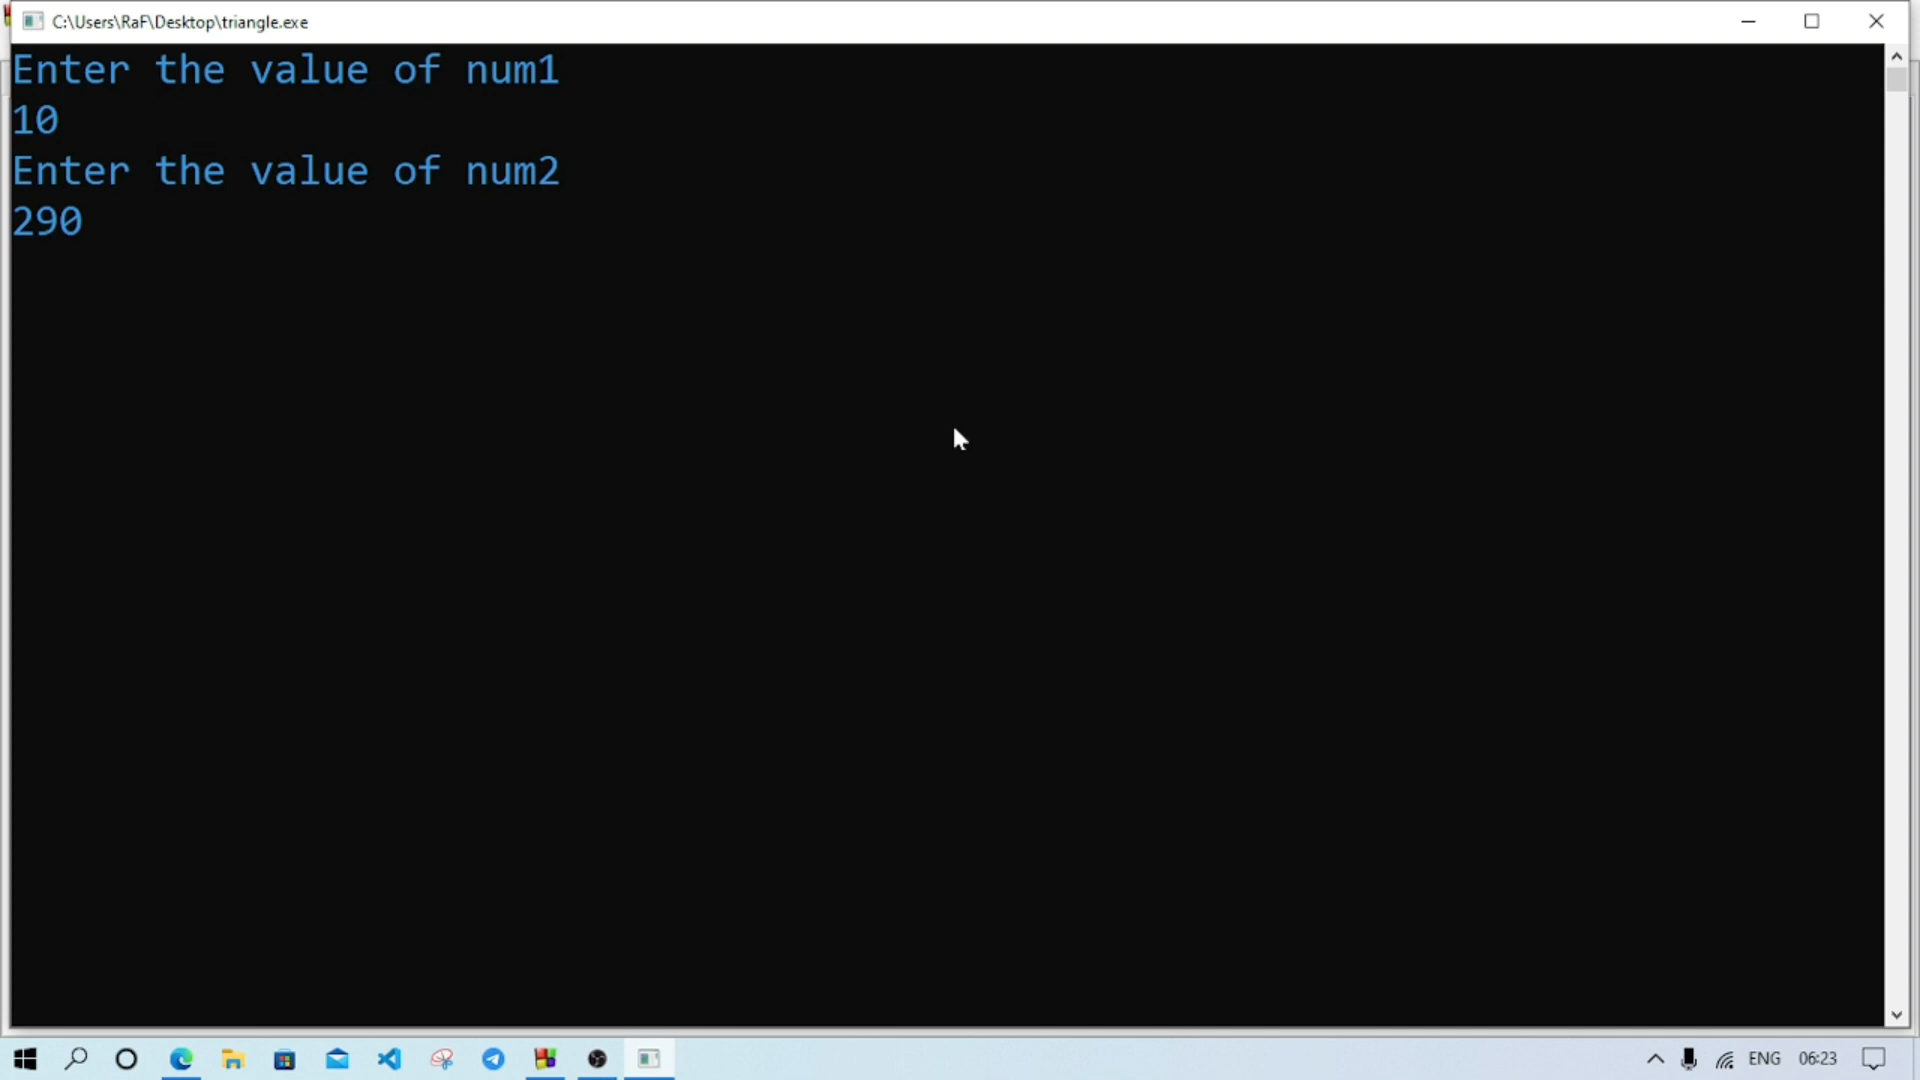 C:\Users\RaF\Desktop\triangle.exe
Enter the value of num1
10
Enter the value of num2
290
ENG
06:23